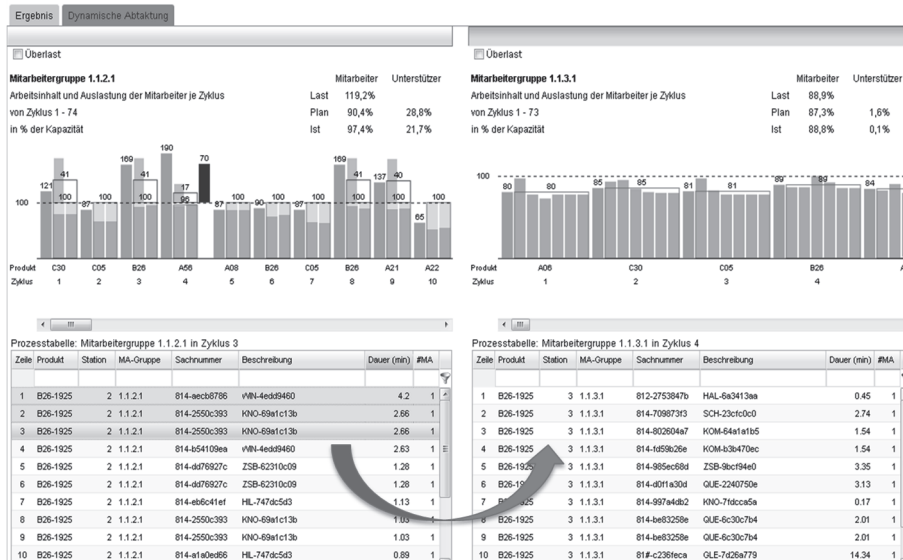 Ergebnis Dynamische Abtaktung
Überlast
Mitarbeitergruppe 1.1.2.1 Mitarbeiter Unterstützer
Arbeitsinhalt und Auslastung der Mitarbeiter je Zyklus Last 119,2%
von Zyklus 1 - 74 Plan 90,4% 28,8%
in % der Kapazität Ist 97,4% 21,7%
190
169 169
70
121 41 41 17 41 137 40
100 87 100 100 96 87 100 90 100 87 100 100 100 65 100
Produkt C30 C05 B26 A56 A08 B26 C05 B26 A21 A22
Zyklus 1 2 3 4 5 6 7 8 9 10
Prozesstabelle: Mitarbeitergruppe 1.1.2.1 in Zyklus 3
Zeile Produkt Station MA-Gruppe Sachnummer Beschreibung Dauer (min) #MA
1 B26-1925 2 1.1.2.1 814-aecb8786 WIN-4edd9460 4.2 1
2 B26-1925 2 1.1.2.1 814-2550c393 KNO-69a1c13b 2.66 1
3 B26-1925 2 1.1.2.1 814-2550c393 KNO-69a1c13b 2.66 1
4 B26-1925 2 1.1.2.1 814-b54109ea WIN-4edd9460 2.63 1
5 B26-1925 2 1.1.2.1 814-dd76927c ZSB-62310c09 1.28 1
6 B26-1925 2 1.1.2.1 814-dd76927c ZSB-62310c09 1.28 1
7 B26-1925 2 1.1.2.1 814-eb6c41ef HIL-747dc5d3 1.13 1
8 B26-1925 2 1.1.2.1 814-2550c393 KNO-69a1c13b 1.03 1
9 B26-1925 2 1.1.2.1 814-2550c393 KNO-69a1c13b 1.03 1
10 B26-1925 2 1.1.2.1 814-a1a0ed66 HIL-747dc5d3 0.89 1
Überlast
Mitarbeitergruppe 1.1.3.1 Mitarbeiter Unterstützer
Arbeitsinhalt und Auslastung der Mitarbeiter je Zyklus Last 88,9%
von Zyklus 1 - 73 Plan 87,3% 1,6%
in % der Kapazität Ist 88,8% 0,1%
100 80 80 85 85 81 81 89 89 84
Produkt A06 C30 C05 B26
Zyklus 1 2 3 4
Prozesstabelle: Mitarbeitergruppe 1.1.3.1 in Zyklus 4
Zeile Produkt Station MA-Gruppe Sachnummer Beschreibung Dauer (min) #MA
1 B26-1925 3 1.1.3.1 812-2753847b HAL-6a3413aa 0.45 1
2 B26-1925 3 1.1.3.1 814-709873f3 SCH-23cfc0c0 2.74 1
3 B26-1925 3 1.1.3.1 814-802604a7 KOM-64a1a1b5 1.54 1
4 B26-1925 3 1.1.3.1 814-fd59b26e KOM-b3b470ec 1.54 1
5 B26-1925 3 1.1.3.1 814-985ec68d ZSB-9bcf94e0 3.35 1
6 B26-19 3 1.1.3.1 814-d0f1a30d QUE-2240750e 3.13 1
7 925 3 1.1.3.1 814-997a4db2 KNO-7fdcca5a 0.17 1
8 B26-1925 3 1.1.3.1 814-be83258e QUE-6c30c7b4 2.01 1
9 B26-1925 3 1.1.3.1 814-be83258e QUE-6c30c7b4 2.01 1
10 B26-1925 3 1.1.3.1 81#-c236feca GLE-7d26a779 14.34 1